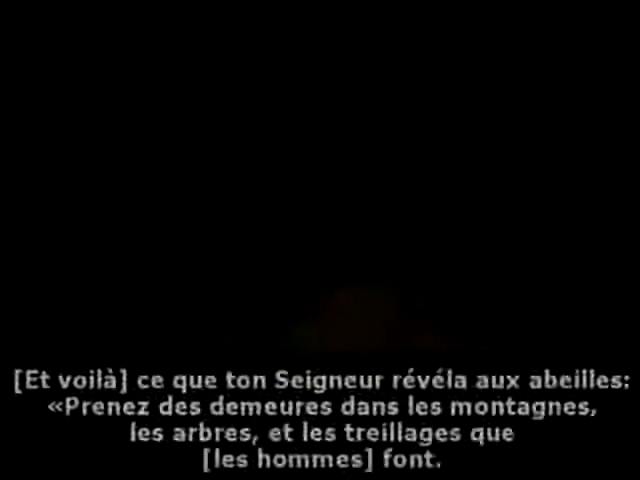 [Et voilà] ce que ton Seigneur révéla aux abeilles:
«Prenez des demeures dans les montagnes,
les arbres, et les treillages que
[les hommes] font.